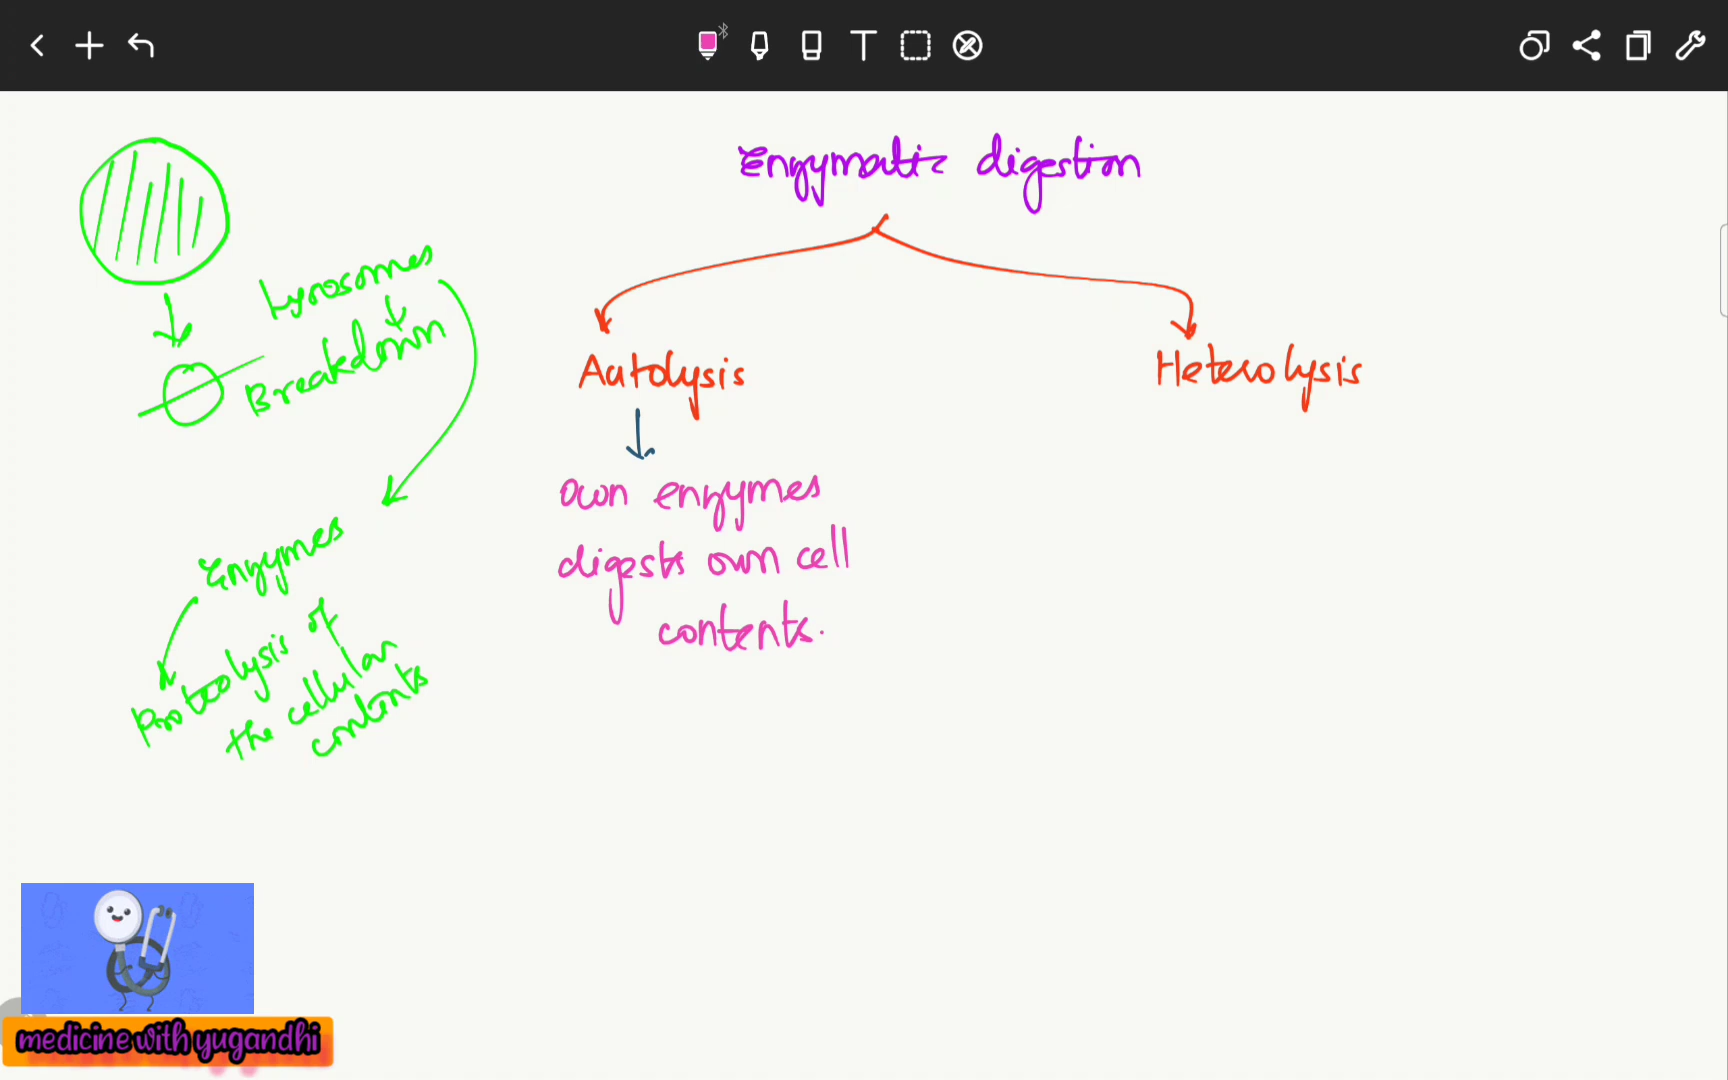 Enzymatic digestion
Lysosomes
Breakdown
Autolysis
Heterolysis
Own enzymes
digests own cell
contents.
Enzymes
Proteolysis of
the cellular
contents
T
medicine with yugandhi